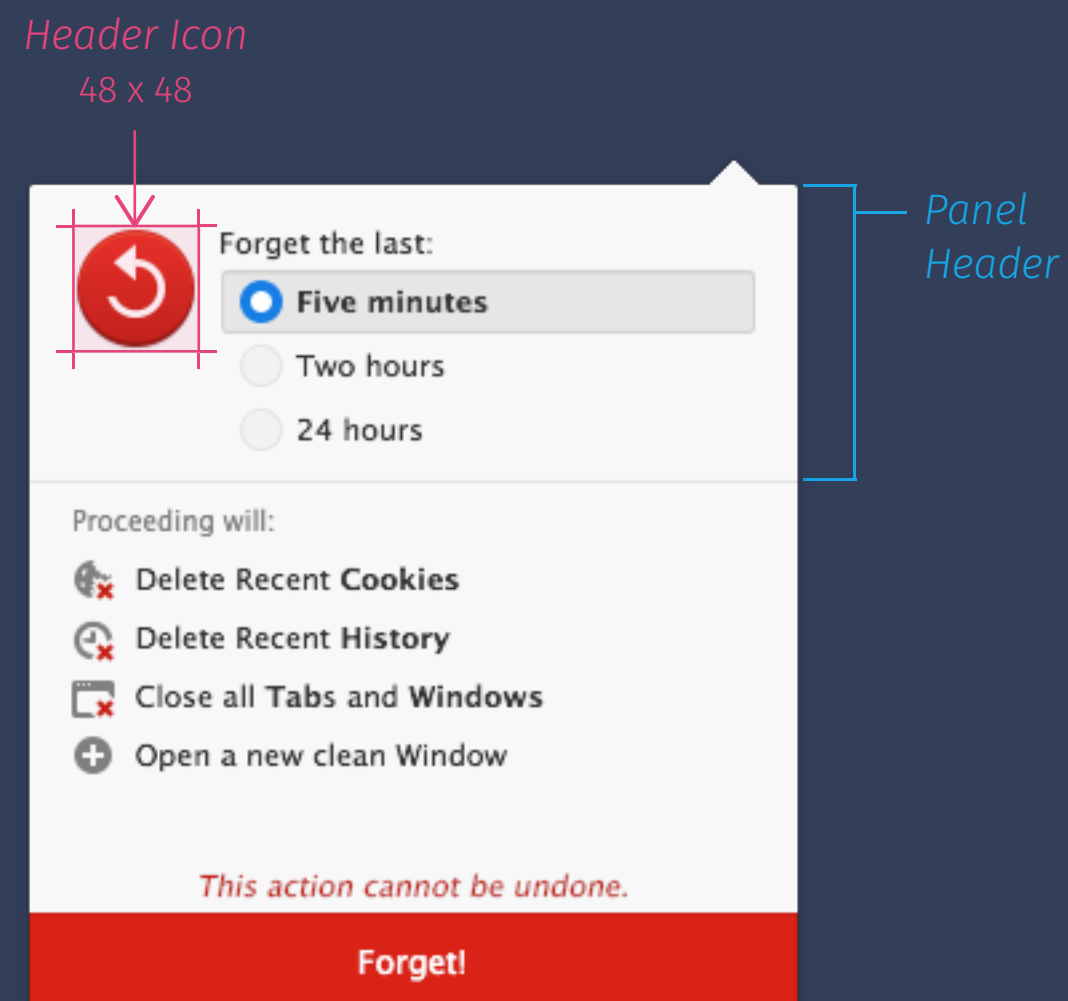 Header Icon
48 x 48
Panel
Header
Forget the last:
Five minutes
Two hours
24 hours
Proceeding will:
Delete Recent Cookies
Delete Recent History
Close all Tabs and Windows
Open a new clean Window
This action cannot be undone.
Forget!